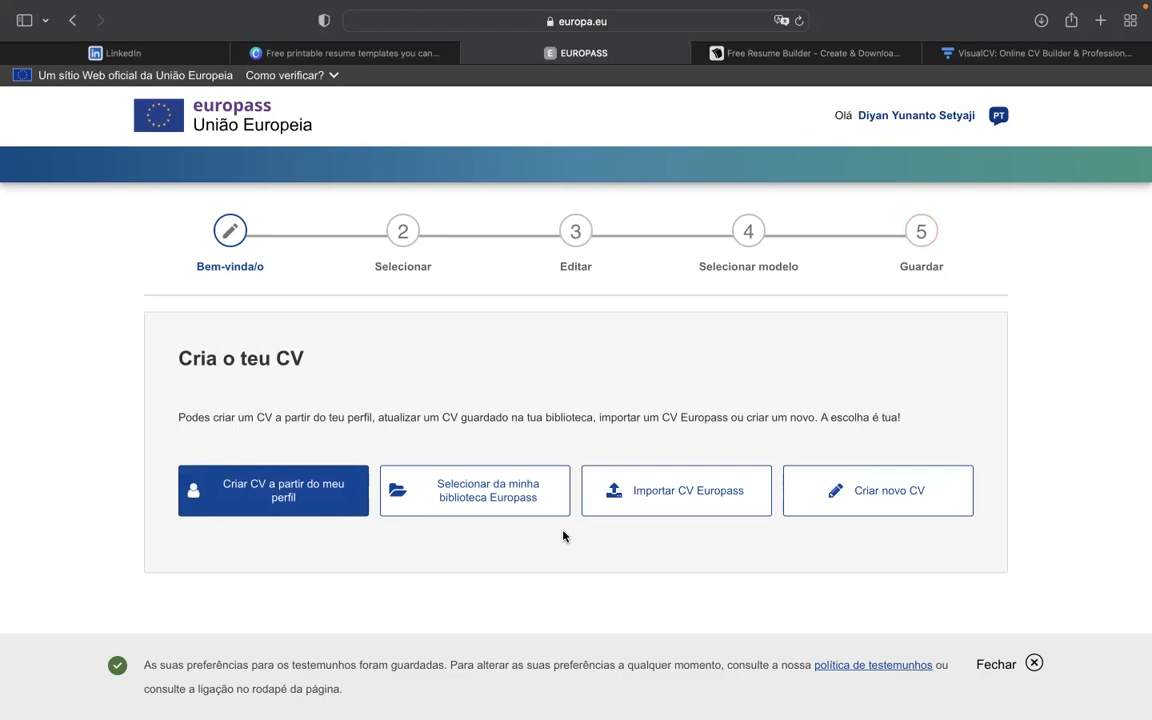 europa.eu
LinkedIn
Free printable resume templates you can...
E EUROPASS
Free Resume Builder - Create & Downloa...
VisualCV: Online CV Builder & Profession...
Um sítio Web oficial da União Europeia Como verificar?
europass
União Europeia
Olá Diyan Yunanto Setyaji PT
2 3 4 5
Bem-vinda/o Selecionar Editar Selecionar modelo Guardar
Cria o teu CV
Podes criar um CV a partir do teu perfil, atualizar um CV guardado na tua biblioteca, importar um CV Europass ou criar um novo. A escolha é tua!
Criar CV a partir do meu
perfil
Selecionar da minha
biblioteca Europass
Importar CV Europass
Criar novo CV
As suas preferências para os testemunhos foram guardadas. Para alterar as suas preferências a qualquer momento, consulte a nossa política de testemunhos ou
consulte a ligação no rodapé da página.
Fechar